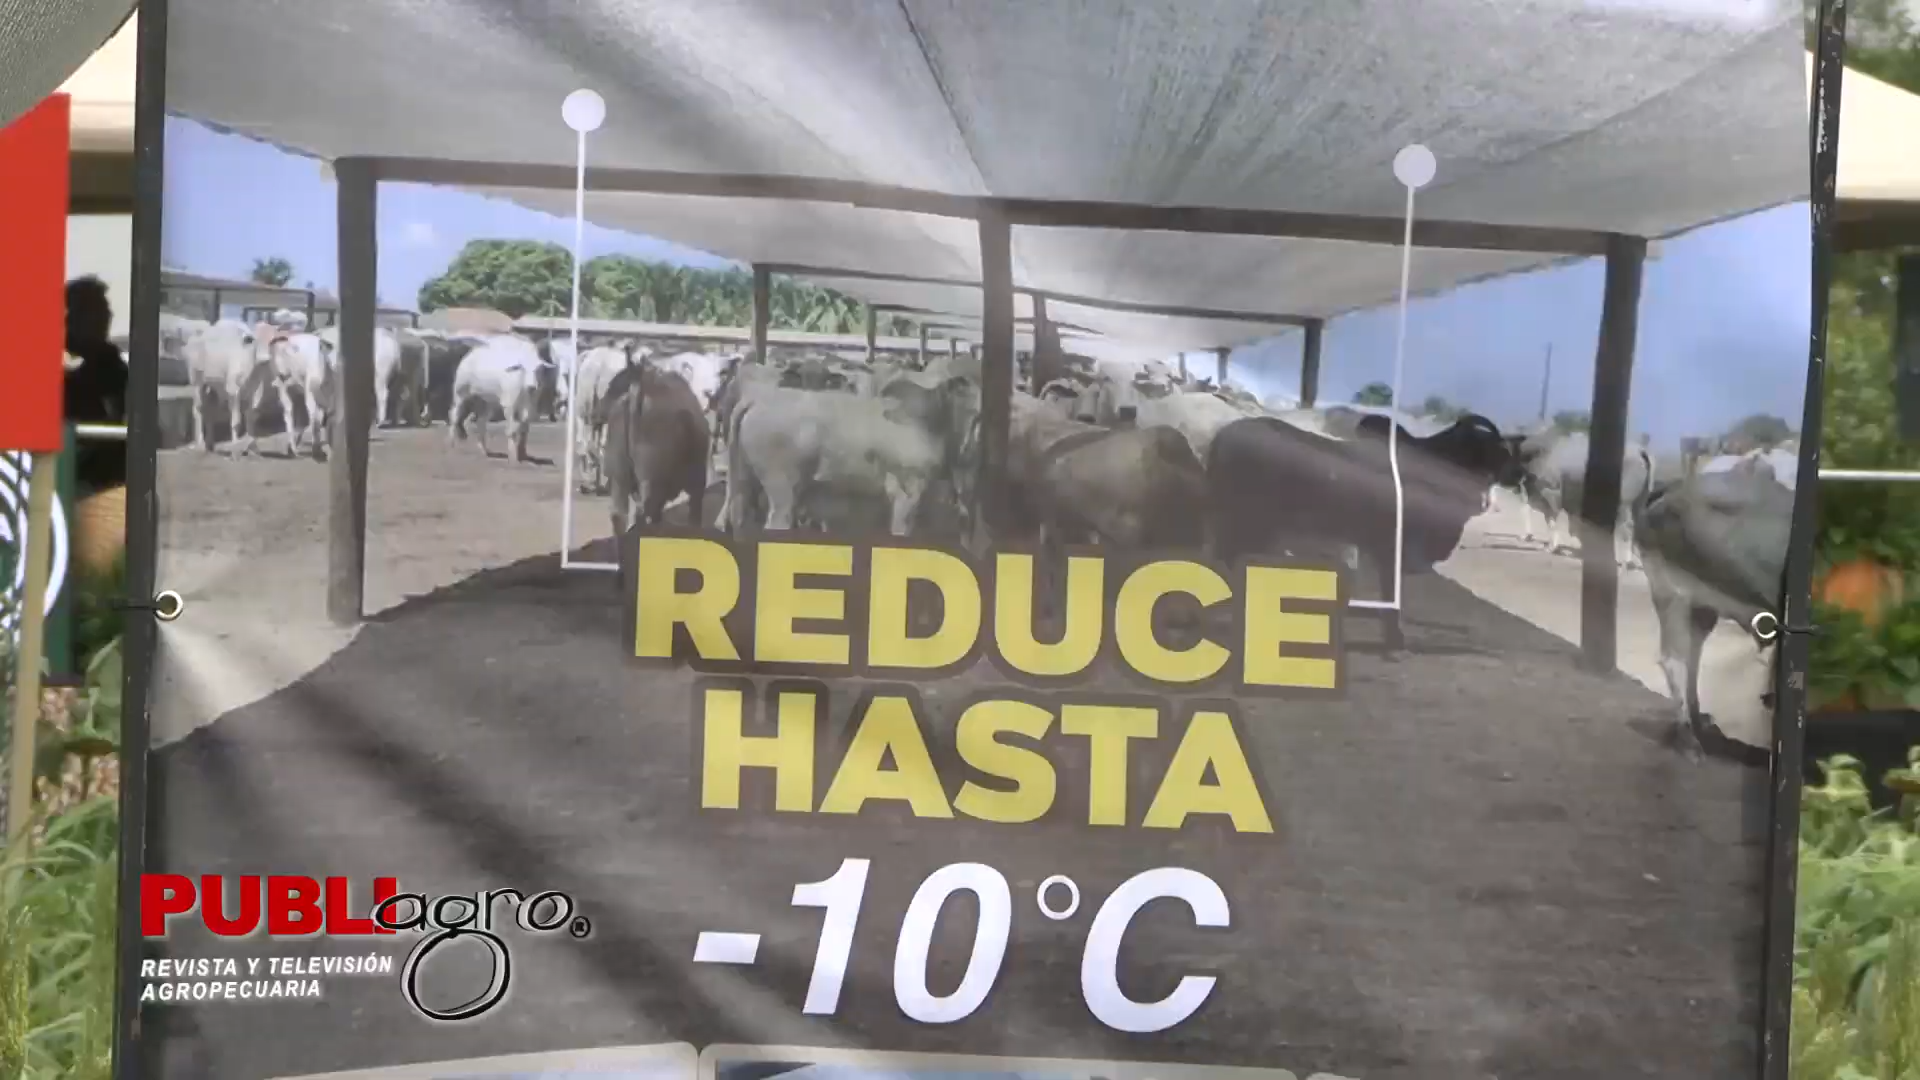 REDUCE
HASTA
-10°C
PUBLIagro®
REVISTA Y TELEVISIÓN
AGROPECUARIA